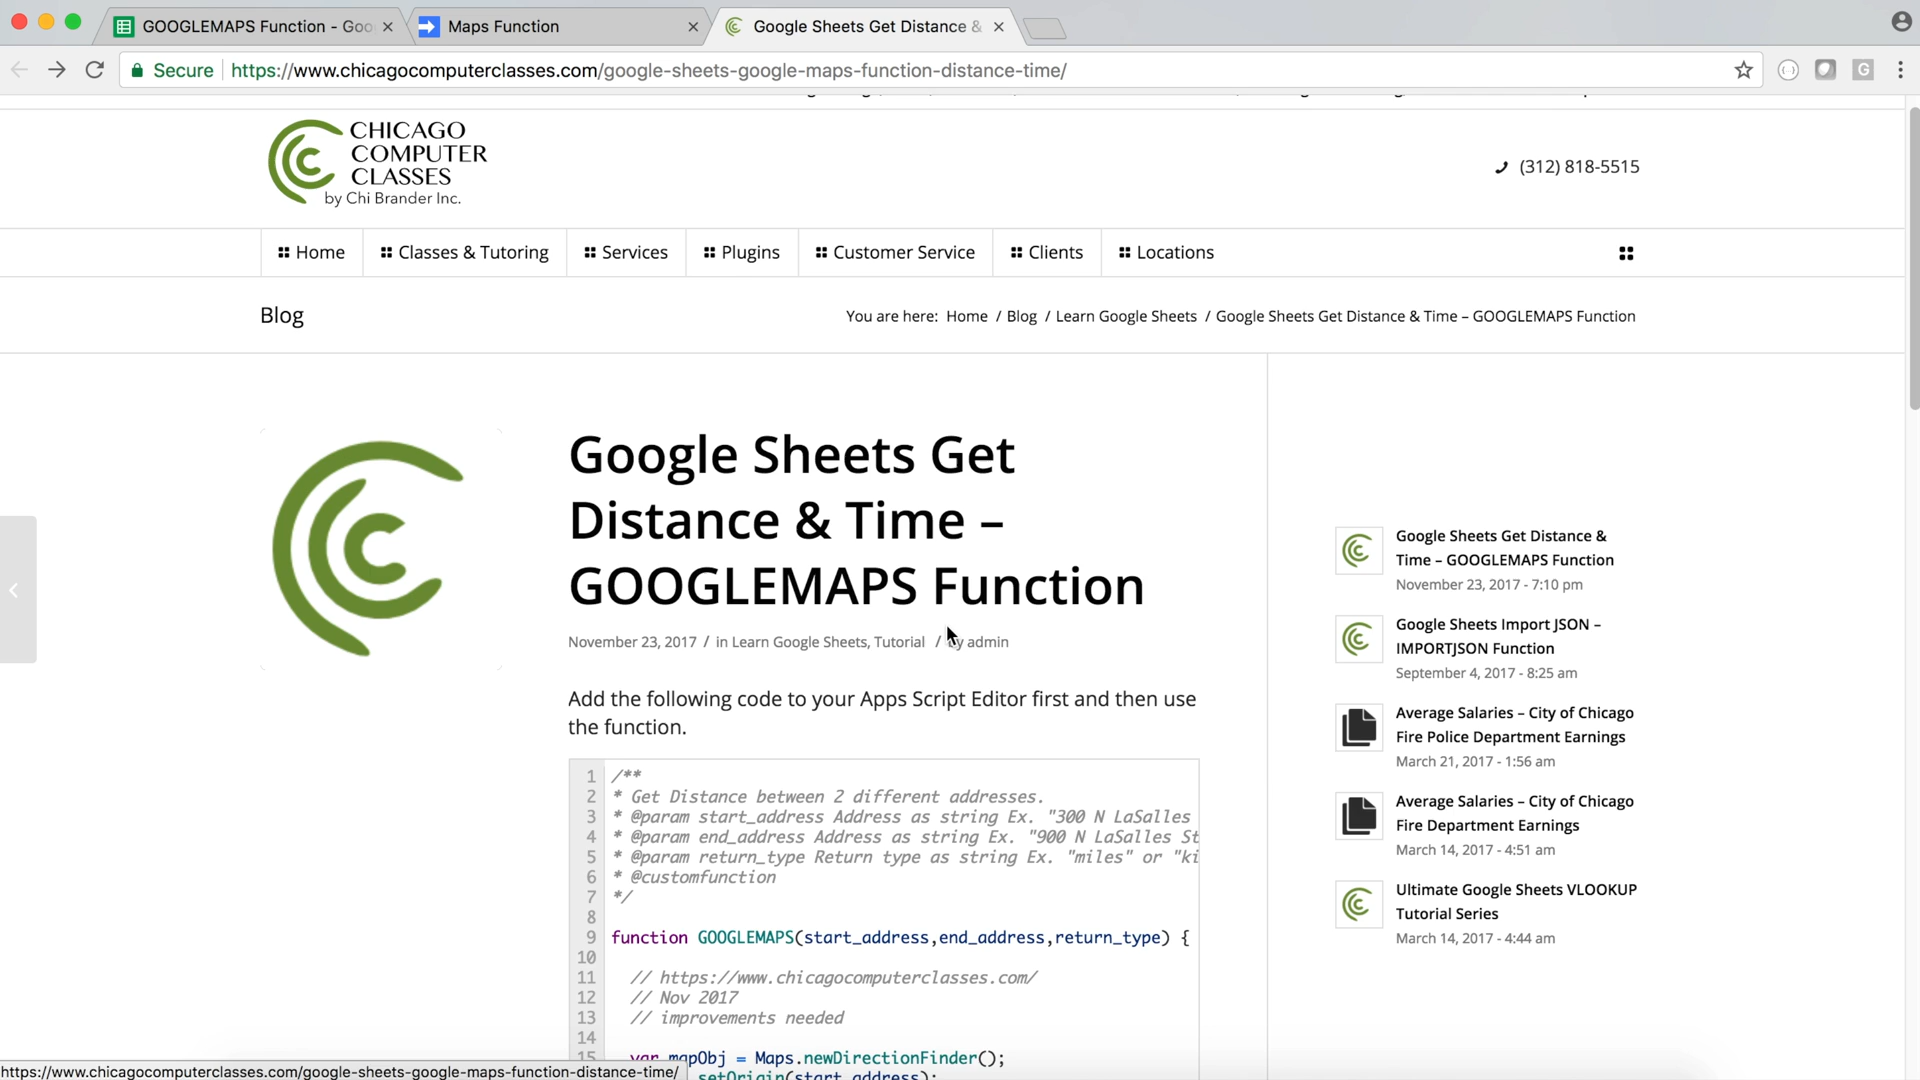 GOOGLEMAPS Function - Goo
Maps Function
Google Sheets Get Distance &
Secure
https://www.chicagocomputerclasses.com/google-sheets-google-maps-function-distance-time/
G
CHICAGO
COMPUTER
CLASSES
by Chi Brander Inc.
(312) 818-5515
Home
Classes & Tutoring
Services
Plugins
Customer Service
Clients
Locations
Blog
You are here: Home / Blog / Learn Google Sheets / Google Sheets Get Distance & Time – GOOGLEMAPS Function
Google Sheets Get
Distance & Time –
GOOGLEMAPS Function
November 23, 2017 / in Learn Google Sheets, Tutorial / by admin
Add the following code to your Apps Script Editor first and then use
the function.
1 /**
2 * Get Distance between 2 different addresses.
3 * @param start_address Address as string Ex. "300 N LaSalles
4 * @param end_address Address as string Ex. "900 N LaSalles St
5 * @param return_type Return type as string Ex. "miles" or "ki
6 * @customfunction
7 */
8
9 function GOOGLEMAPS(start_address,end_address,return_type) {
10
11 // https://www.chicagocomputerclasses.com/
12 // Nov 2017
13 // improvements needed
14
15 var mapObj = Maps.newDirectionFinder();
setOrigin(start_address);
Google Sheets Get Distance &
Time – GOOGLEMAPS Function
November 23, 2017 - 7:10 pm
Google Sheets Import JSON –
IMPORTJSON Function
September 4, 2017 - 8:25 am
Average Salaries – City of Chicago
Fire Police Department Earnings
March 21, 2017 - 1:56 am
Average Salaries – City of Chicago
Fire Department Earnings
March 14, 2017 - 4:51 am
Ultimate Google Sheets VLOOKUP
Tutorial Series
March 14, 2017 - 4:44 am
https://www.chicagocomputerclasses.com/google-sheets-google-maps-function-distance-time/